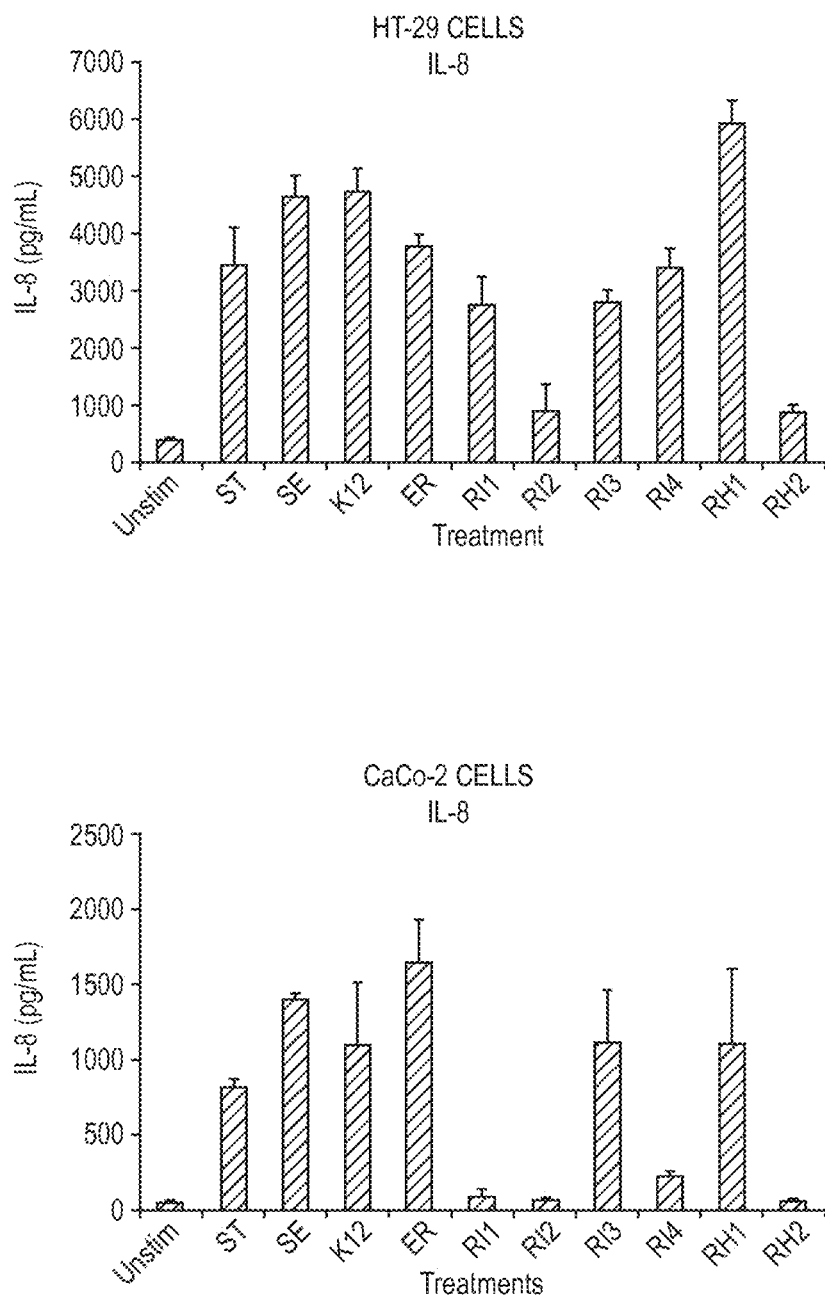 HT-29 CELLS
IL-8
IL-8 (pg/mL)
7000
6000
5000
4000
3000
2000
1000
0
Unstim ST SE K12 ER RI1 RI2 RI3 RI4 RH1 RH2
Treatment
CaCo-2 CELLS
IL-8
IL-8 (pg/mL)
2500
2000
1500
1000
500
0
Unstim ST SE K12 ER RI1 RI2 RI3 RI4 RH1 RH2
Treatments